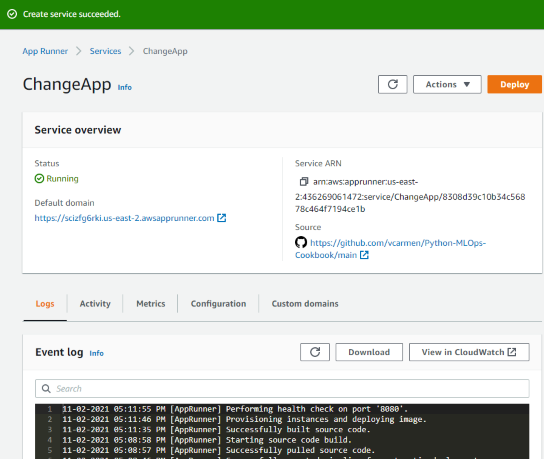 Create service succeeded.
App Runner > Services > ChangeApp
ChangeApp Info
Actions ▼
Deploy
Service overview
Status
Running
Default domain
https://scizfg6rki.us-east-2.awsapprunner.com
Service ARN
arn:aws:apprunner:us-east-
2:436269061472:service/ChangeApp/8308d39c10b34c568
78c464f7194ce1b
Source
https://github.com/vcarmen/Python-MLOps-
Cookbook/main
Logs
Activity
Metrics
Configuration
Custom domains
Event log Info
Download
View in CloudWatch
Search
1 11-02-2021 05:11:55 PM [AppRunner] Performing health check on port '8080'.
2 11-02-2021 05:11:46 PM [AppRunner] Provisioning instances and deploying image.
3 11-02-2021 05:11:35 PM [AppRunner] Successfully built source code.
4 11-02-2021 05:08:58 PM [AppRunner] Starting source code build.
5 11-02-2021 05:08:57 PM [AppRunner] Successfully pulled source code.